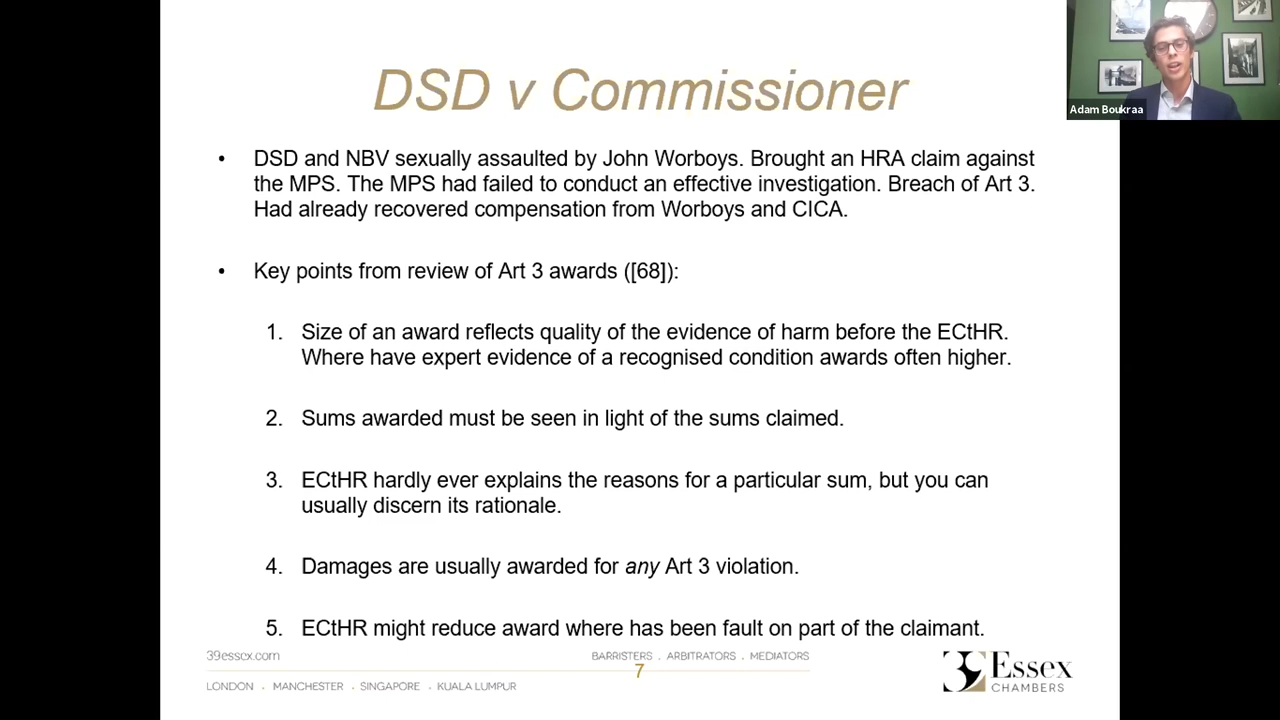 DSD v Commissioner
Adam Boukraa
• DSD and NBV sexually assaulted by John Worboys. Brought an HRA claim against
the MPS. The MPS had failed to conduct an effective investigation. Breach of Art 3.
Had already recovered compensation from Worboys and CICA.
• Key points from review of Art 3 awards ([68]):
1. Size of an award reflects quality of the evidence of harm before the ECtHR.
Where have expert evidence of a recognised condition awards often higher.
2. Sums awarded must be seen in light of the sums claimed.
3. ECtHR hardly ever explains the reasons for a particular sum, but you can
usually discern its rationale.
4. Damages are usually awarded for any Art 3 violation.
5. ECtHR might reduce award where has been fault on part of the claimant.
39essex.com
BARRISTERS . ARBITRATORS . MEDIATORS
7
LONDON . MANCHESTER . SINGAPORE . KUALA LUMPUR
39 Essex
CHAMBERS